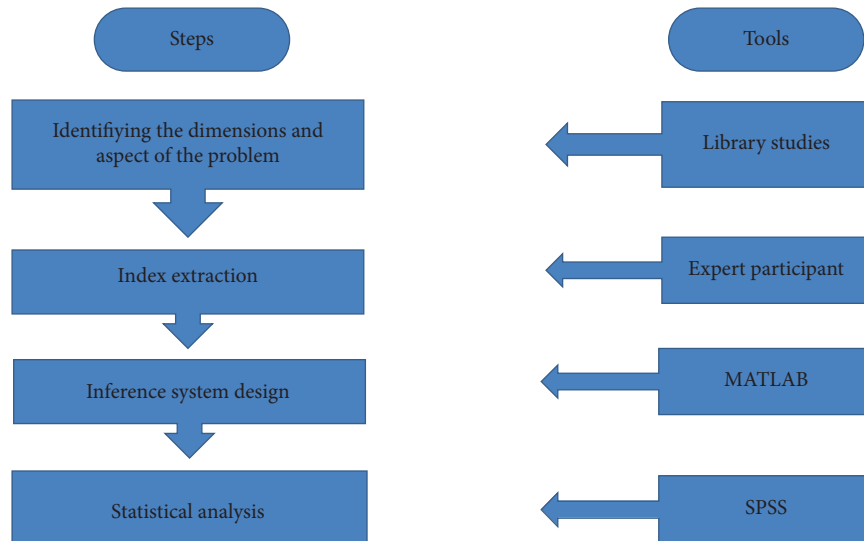 Steps
Tools
Identifiying the dimensions and
aspect of the problem
Library studies
Index extraction
Expert participant
Inference system design
MATLAB
Statistical analysis
SPSS